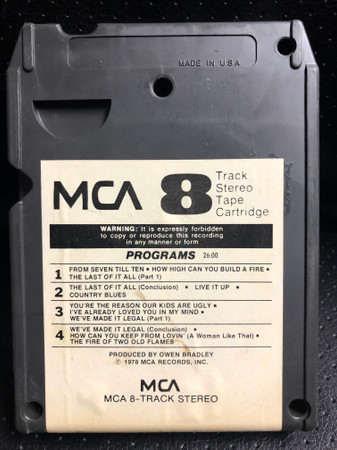 MADE IN U.S.A
MCA 8 Track
Stereo
Tape
Cartridge
WARNING: It is expressly forbidden
to copy or reproduce this recording
in any manner or form
PROGRAMS 26:00
1 FROM SEVEN TILL TEN • HOW HIGH CAN YOU BUILD A FIRE •
THE LAST OF IT ALL (Part 1)
2 THE LAST OF IT ALL (Conclusion) • LIVE IT UP •
COUNTRY BLUES
3 YOU'RE THE REASON OUR KIDS ARE UGLY •
I'VE ALREADY LOVED YOU IN MY MIND •
WE'VE MADE IT LEGAL (Part 1)
4 WE'VE MADE IT LEGAL (Conclusion) •
HOW CAN YOU KEEP FROM LOVIN' (A Woman Like That) •
THE FIRE OF TWO OLD FLAMES
PRODUCED BY OWEN BRADLEY
℗ 1978 MCA RECORDS, INC.
MCA
MCA 8-TRACK STEREO